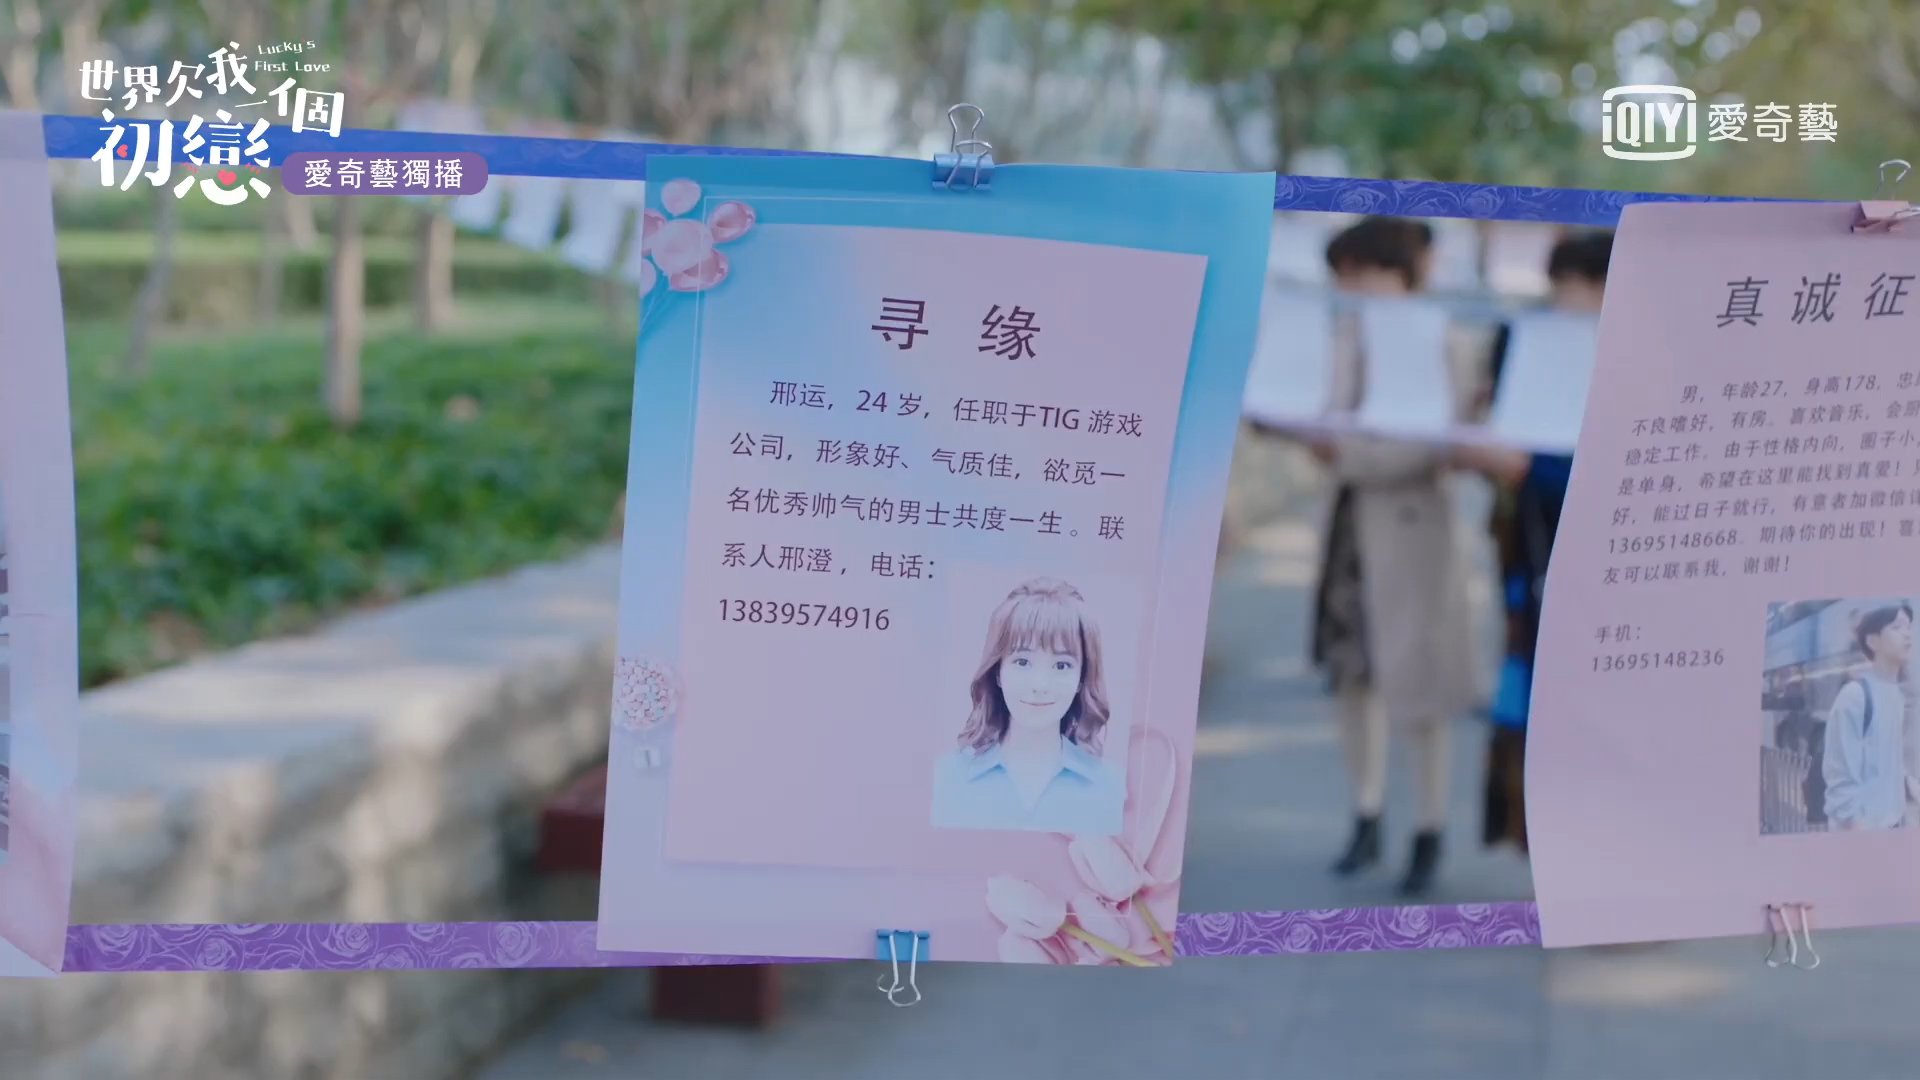 Lucky's
First Love
世界欠我一個
初戀
愛奇藝獨播
iQIY 愛奇藝
寻 缘
邢运，24 岁，任职于TIG 游戏
公司，形象好、气质佳，欲觅一
名优秀帅气的男士共度一生。联
系人邢澄，电话：
13839574916
真 诚 征
男，年龄27，身高178，忠
不良嗜好，有房。喜欢音乐，会
稳定工作。由于性格内向，圈子小
是单身，希望在这里能找到真爱！
好，能过日子就行，有意者加微信
13695148668。期待你的出现！喜
友可以联系我，谢谢！
手机：
13695148236